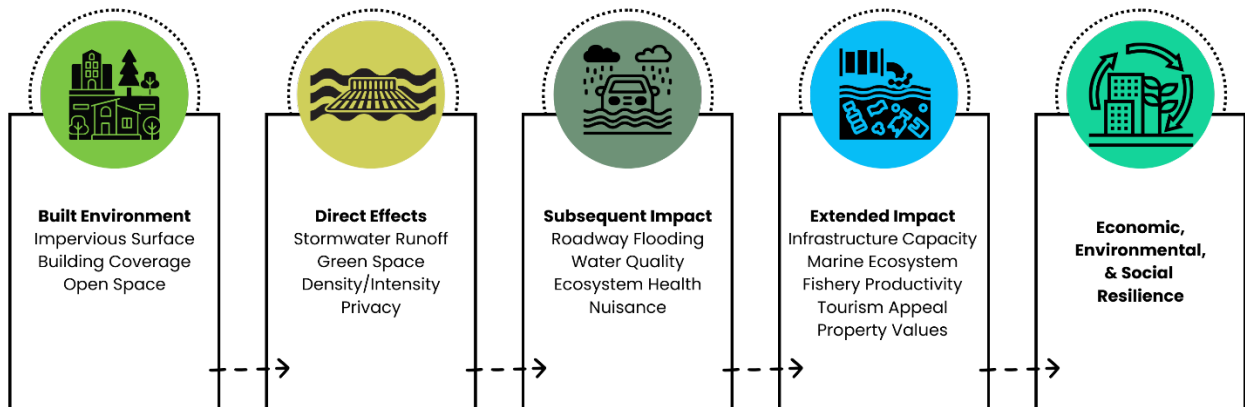 Built Environment
Impervious Surface
Building Coverage
Open Space
Direct Effects
Stormwater Runoff
Green Space
Density/Intensity
Privacy
Subsequent Impact
Roadway Flooding
Water Quality
Ecosystem Health
Nuisance
Extended Impact
Infrastructure Capacity
Marine Ecosystem
Fishery Productivity
Tourism Appeal
Property Values
Economic,
Environmental,
& Social
Resilience